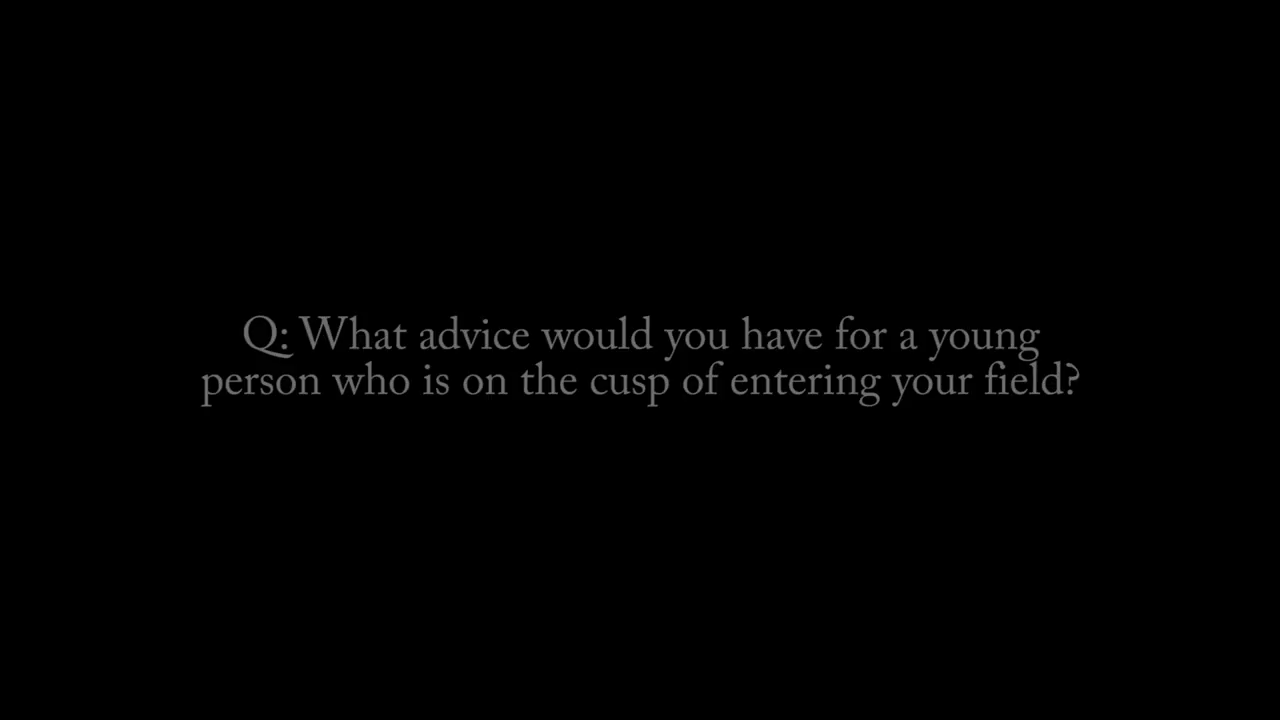 Q: What advice would you have for a young
person who is on the cusp of entering your field?